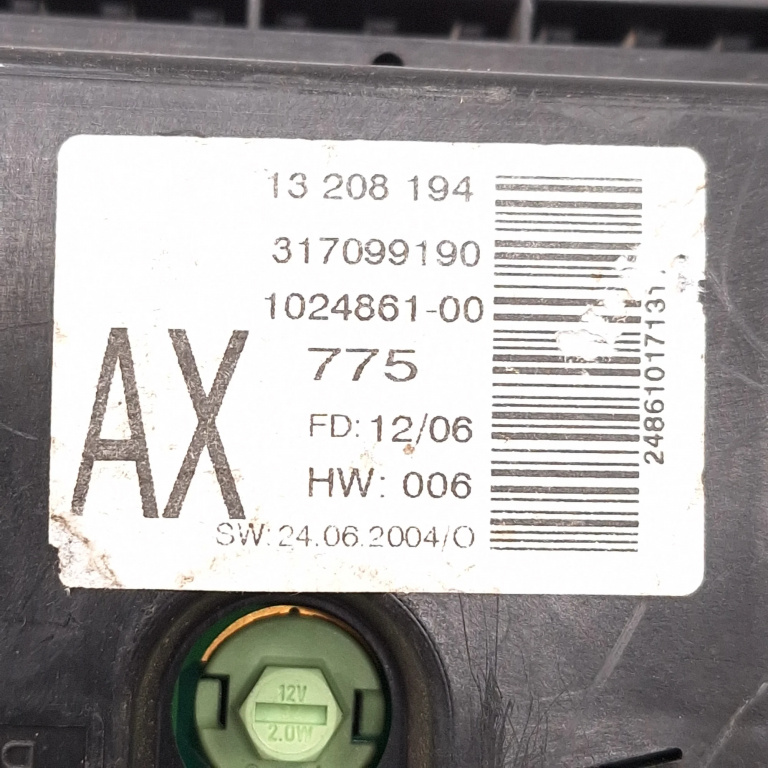 13 208 194
317099190
1024861-00
AX
775
FD: 12/06
HW: 006
SW: 24.06.2004/O
12V
2.0W